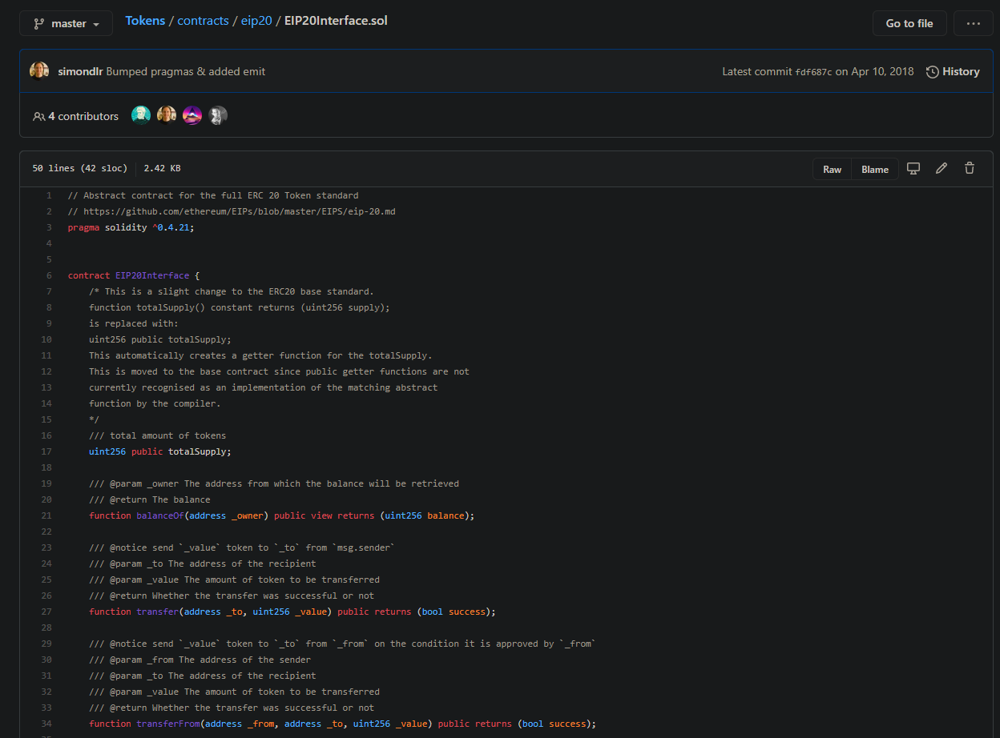 master
Tokens / contracts / eip20 / EIP20Interface.sol
Go to file
...
simondlr Bumped pragmas & added emit
Latest commit fdf687c on Apr 10, 2018
History
4 contributors
50 lines (42 sloc) 2.42 KB
Raw
Blame
1 // Abstract contract for the full ERC 20 Token standard
2 // https://github.com/ethereum/EIPs/blob/master/EIPS/eip-20.md
3 pragma solidity ^0.4.21;
4
5
6 contract EIP20Interface {
7 /* This is a slight change to the ERC20 base standard.
8 function totalSupply() constant returns (uint256 supply);
9 is replaced with:
10 uint256 public totalSupply;
11 This automatically creates a getter function for the totalSupply.
12 This is moved to the base contract since public getter functions are not
13 currently recognised as an implementation of the matching abstract
14 function by the compiler.
15 */
16 /// total amount of tokens
17 uint256 public totalSupply;
18
19 /// @param _owner The address from which the balance will be retrieved
20 /// @return The balance
21 function balanceOf(address _owner) public view returns (uint256 balance);
22
23 /// @notice send `_value` token to `_to` from `msg.sender`
24 /// @param _to The address of the recipient
25 /// @param _value The amount of token to be transferred
26 /// @return Whether the transfer was successful or not
27 function transfer(address _to, uint256 _value) public returns (bool success);
28
29 /// @notice send `_value` token to `_to` from `_from` on the condition it is approved by `_from`
30 /// @param _from The address of the sender
31 /// @param _to The address of the recipient
32 /// @param _value The amount of token to be transferred
33 /// @return Whether the transfer was successful or not
34 function transferFrom(address _from, address _to, uint256 _value) public returns (bool success);